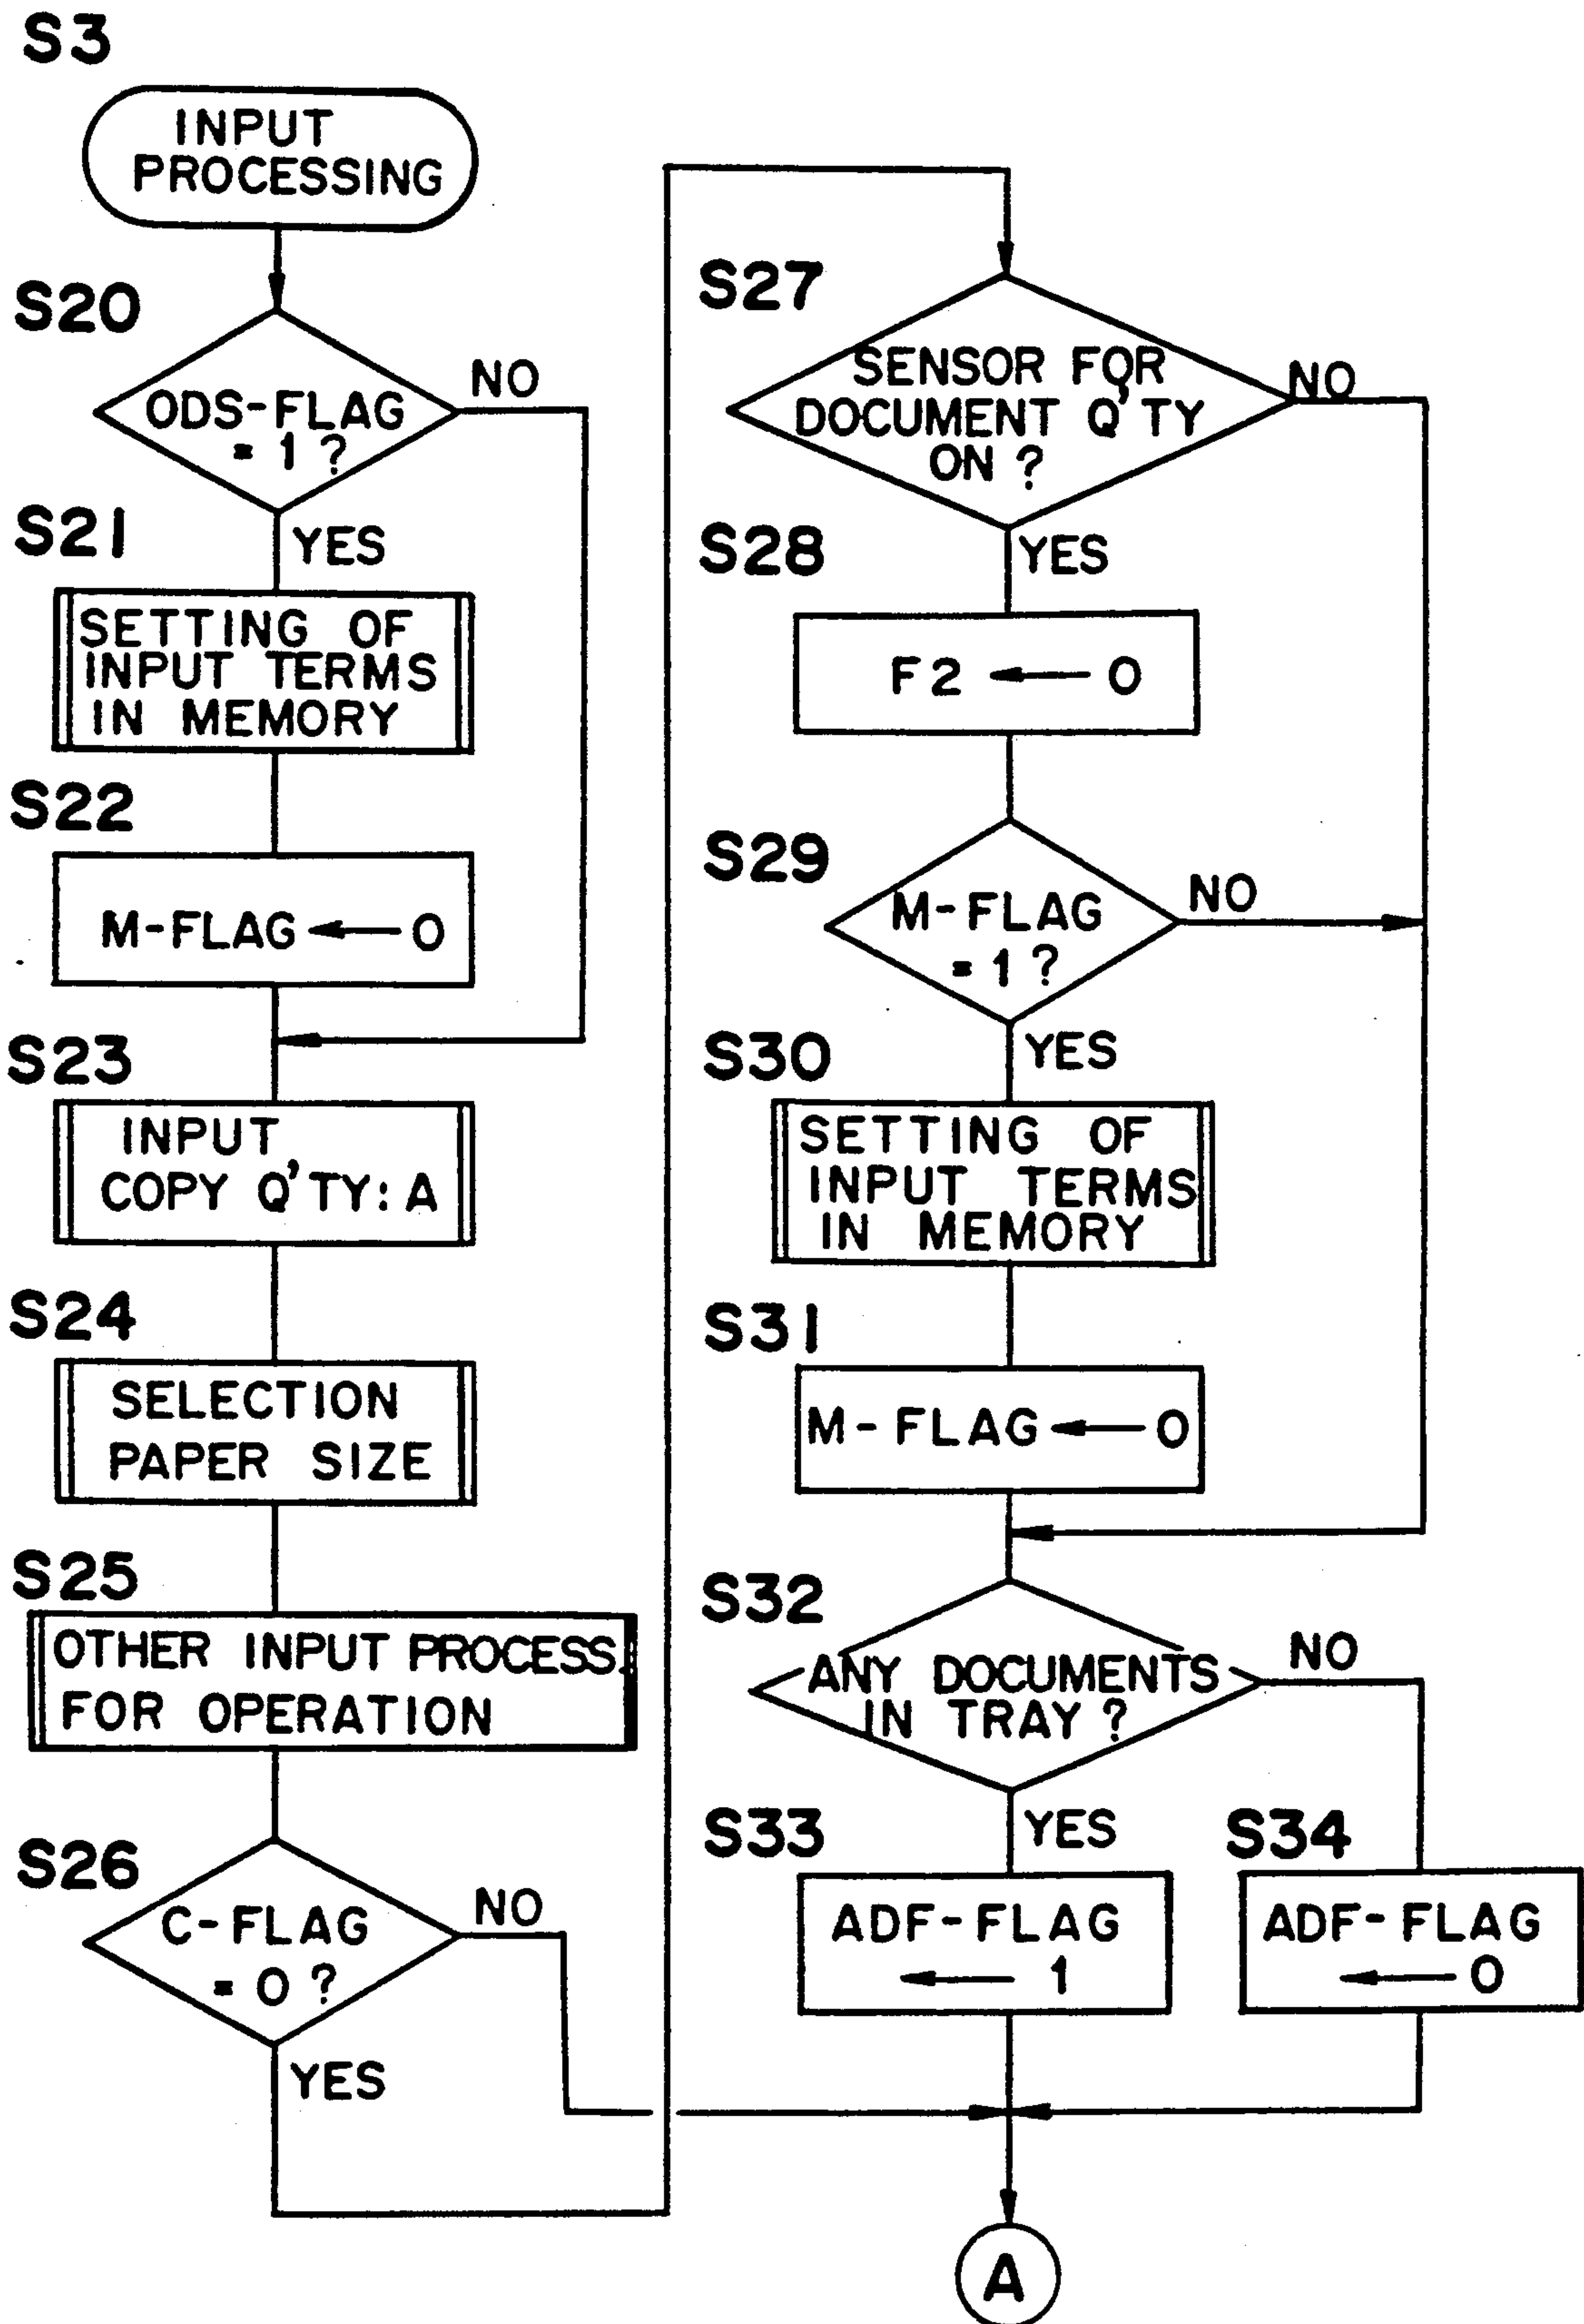 S3
INPUT
PROCESSING
S20
ODS-FLAG
= 1 ?
NO
YES
S21
SETTING OF
INPUT TERMS
IN MEMORY
S22
M-FLAG ← 0
S23
INPUT
COPY Q'TY: A
S24
SELECTION
PAPER SIZE
S25
OTHER INPUT PROCESS.
FOR OPERATION
S26
C-FLAG
= 0 ?
NO
YES
S27
SENSOR FOR
DOCUMENT Q'TY
ON ?
NO
YES
S28
F2 ← 0
S29
M-FLAG
= 1 ?
NO
YES
S30
SETTING OF
INPUT TERMS
IN MEMORY
S31
M-FLAG ← 0
S32
ANY DOCUMENTS
IN TRAY ?
NO
YES
S33
ADF-FLAG
← 1
S34
ADF-FLAG
← 0
A